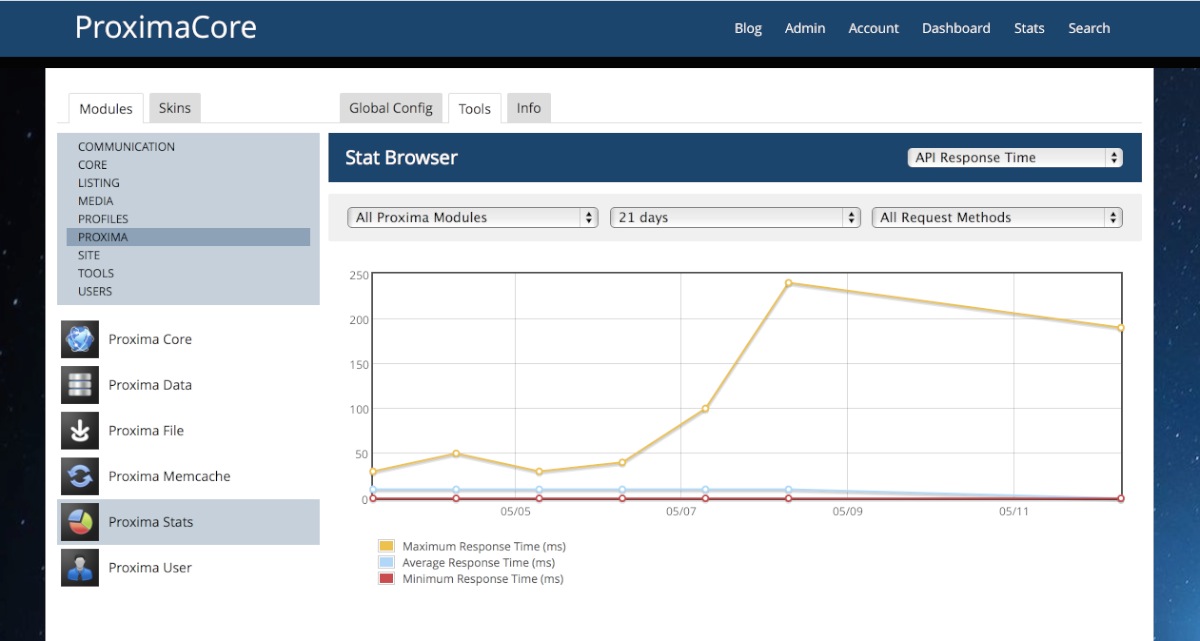 ProximaCore
Blog Admin Account Dashboard Stats Search
Modules Skins
Global Config Tools Info
COMMUNICATION
CORE
LISTING
MEDIA
PROFILES
PROXIMA
SITE
TOOLS
USERS
Proxima Core
Proxima Data
Proxima File
Proxima Memcache
Proxima Stats
Proxima User
Stat Browser
API Response Time
All Proxima Modules 21 days All Request Methods
250
200
150
100
50
0
05/05 05/07 05/09 05/11
Maximum Response Time (ms)
Average Response Time (ms)
Minimum Response Time (ms)